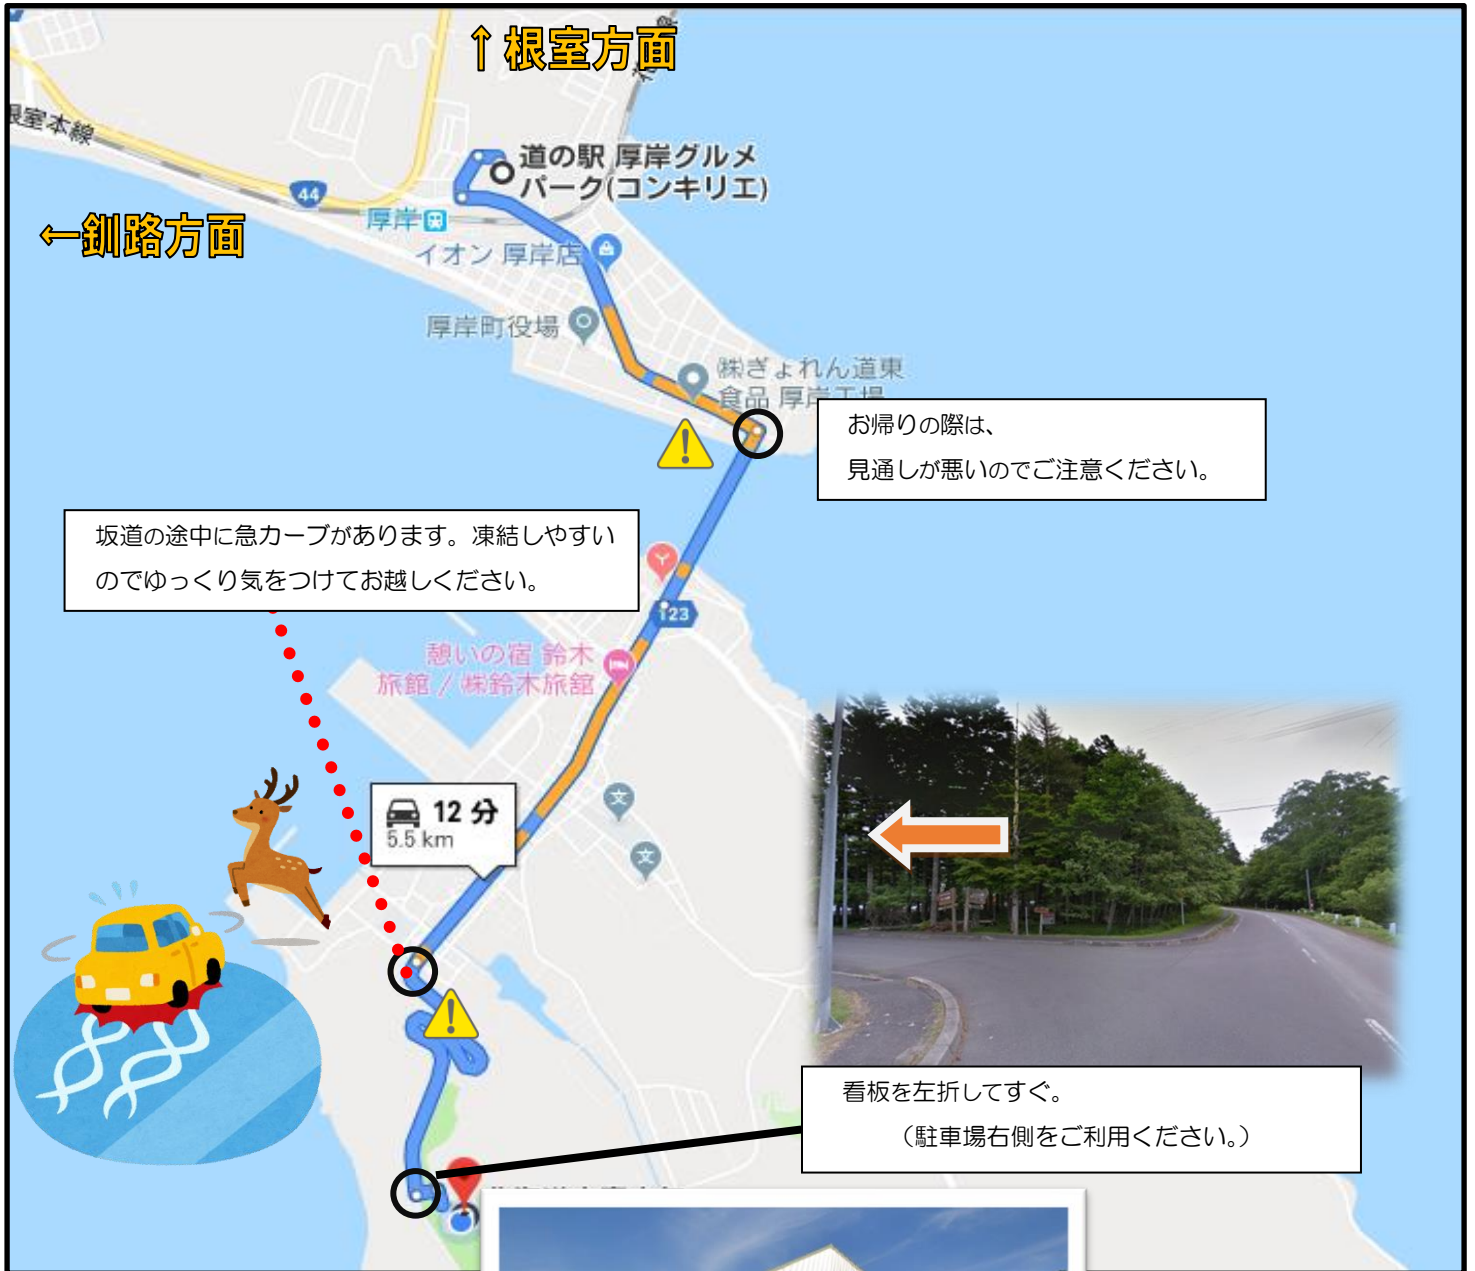 ↑根室方面
根室本線
44
道の駅 厚岸グルメ
パーク(コンキリエ)
←釧路方面
厚岸
イオン 厚岸店
厚岸町役場
㈱ぎょれん道東
食品 厚岸工場
お帰りの際は、
見通しが悪いのでご注意ください。
坂道の途中に急カーブがあります。凍結しやすい
のでゆっくり気をつけてお越しください。
123
憩いの宿 鈴木
旅館 / ㈱鈴木旅館
文
文
12 分
5.5 km
看板を左折してすぐ。
（駐車場右側をご利用ください。）